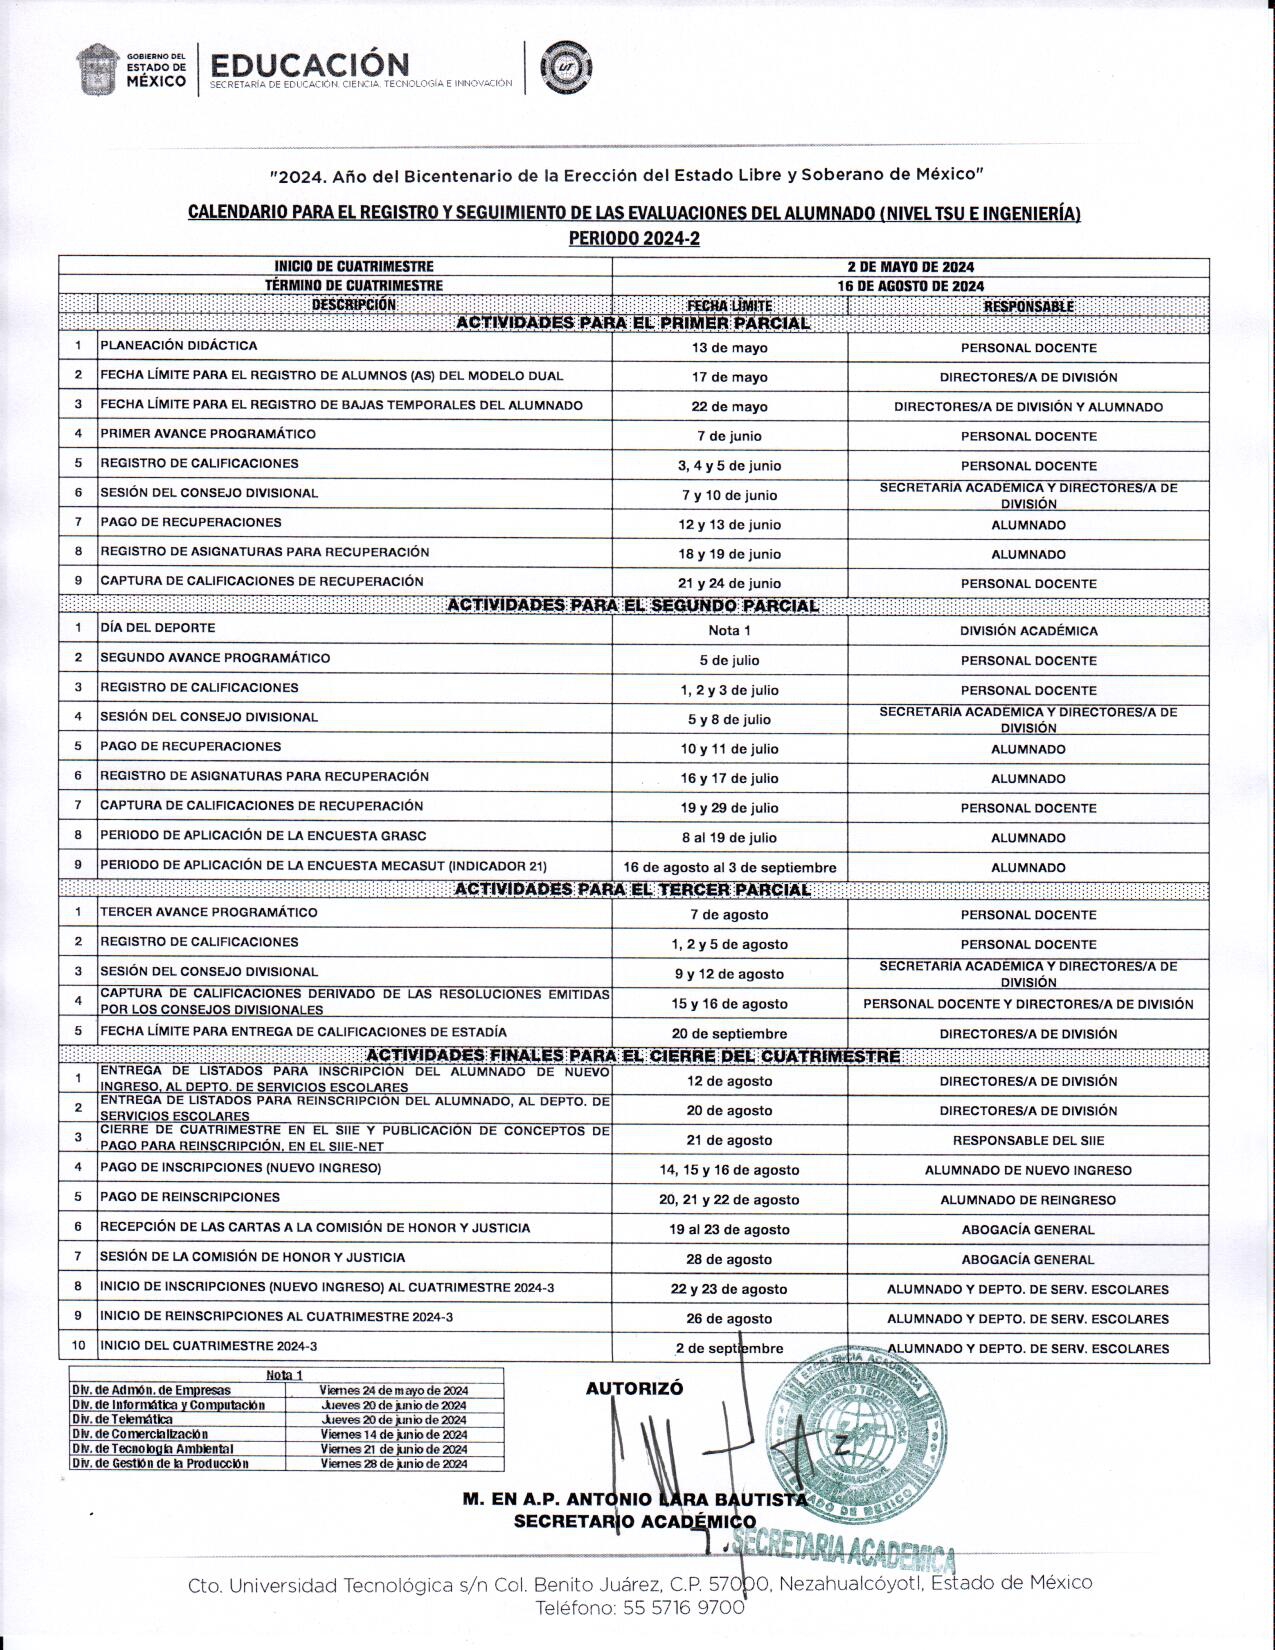 GOBIERNO DEL
ESTADO DE
MÉXICO
EDUCACIÓN
SECRETARÍA DE EDUCACIÓN, CIENCIA, TECNOLOGÍA E INNOVACIÓN
UT
"2024. Año del Bicentenario de la Erección del Estado Libre y Soberano de México"
CALENDARIO PARA EL REGISTRO Y SEGUIMIENTO DE LAS EVALUACIONES DEL ALUMNADO (NIVEL TSU E INGENIERÍA)
PERIODO 2024-2
INICIO DE CUATRIMESTRE 2 DE MAYO DE 2024
TÉRMINO DE CUATRIMESTRE 16 DE AGOSTO DE 2024
DESCRIPCIÓN FECHA LÍMITE RESPONSABLE
ACTIVIDADES PARA EL PRIMER PARCIAL
1 PLANEACIÓN DIDÁCTICA 13 de mayo PERSONAL DOCENTE
2 FECHA LÍMITE PARA EL REGISTRO DE ALUMNOS (AS) DEL MODELO DUAL 17 de mayo DIRECTORES/A DE DIVISIÓN
3 FECHA LÍMITE PARA EL REGISTRO DE BAJAS TEMPORALES DEL ALUMNADO 22 de mayo DIRECTORES/A DE DIVISIÓN Y ALUMNADO
4 PRIMER AVANCE PROGRAMÁTICO 7 de junio PERSONAL DOCENTE
5 REGISTRO DE CALIFICACIONES 3, 4 y 5 de junio PERSONAL DOCENTE
6 SESIÓN DEL CONSEJO DIVISIONAL 7 y 10 de junio SECRETARÍA ACADÉMICA Y DIRECTORES/A DE
DIVISIÓN
7 PAGO DE RECUPERACIONES 12 y 13 de junio ALUMNADO
8 REGISTRO DE ASIGNATURAS PARA RECUPERACIÓN 18 y 19 de junio ALUMNADO
9 CAPTURA DE CALIFICACIONES DE RECUPERACIÓN 21 y 24 de junio PERSONAL DOCENTE
ACTIVIDADES PARA EL SEGUNDO PARCIAL
1 DÍA DEL DEPORTE Nota 1 DIVISIÓN ACADÉMICA
2 SEGUNDO AVANCE PROGRAMÁTICO 5 de julio PERSONAL DOCENTE
3 REGISTRO DE CALIFICACIONES 1, 2 y 3 de julio PERSONAL DOCENTE
4 SESIÓN DEL CONSEJO DIVISIONAL 5 y 8 de julio SECRETARÍA ACADÉMICA Y DIRECTORES/A DE
DIVISIÓN
5 PAGO DE RECUPERACIONES 10 y 11 de julio ALUMNADO
6 REGISTRO DE ASIGNATURAS PARA RECUPERACIÓN 16 y 17 de julio ALUMNADO
7 CAPTURA DE CALIFICACIONES DE RECUPERACIÓN 19 y 29 de julio PERSONAL DOCENTE
8 PERIODO DE APLICACIÓN DE LA ENCUESTA GRASC 8 al 19 de julio ALUMNADO
9 PERIODO DE APLICACIÓN DE LA ENCUESTA MECASUT (INDICADOR 21) 16 de agosto al 3 de septiembre ALUMNADO
ACTIVIDADES PARA EL TERCER PARCIAL
1 TERCER AVANCE PROGRAMÁTICO 7 de agosto PERSONAL DOCENTE
2 REGISTRO DE CALIFICACIONES 1, 2 y 5 de agosto PERSONAL DOCENTE
3 SESIÓN DEL CONSEJO DIVISIONAL 9 y 12 de agosto SECRETARÍA ACADÉMICA Y DIRECTORES/A DE
DIVISIÓN
4 CAPTURA DE CALIFICACIONES DERIVADO DE LAS RESOLUCIONES EMITIDAS
POR LOS CONSEJOS DIVISIONALES 15 y 16 de agosto PERSONAL DOCENTE Y DIRECTORES/A DE DIVISIÓN
5 FECHA LÍMITE PARA ENTREGA DE CALIFICACIONES DE ESTADÍA 20 de septiembre DIRECTORES/A DE DIVISIÓN
ACTIVIDADES FINALES PARA EL CIERRE DEL CUATRIMESTRE
1 ENTREGA DE LISTADOS PARA INSCRIPCIÓN DEL ALUMNADO DE NUEVO
INGRESO, AL DEPTO. DE SERVICIOS ESCOLARES 12 de agosto DIRECTORES/A DE DIVISIÓN
2 ENTREGA DE LISTADOS PARA REINSCRIPCIÓN DEL ALUMNADO, AL DEPTO. DE
SERVICIOS ESCOLARES 20 de agosto DIRECTORES/A DE DIVISIÓN
3 CIERRE DE CUATRIMESTRE EN EL SIIE Y PUBLICACIÓN DE CONCEPTOS DE
PAGO PARA REINSCRIPCIÓN, EN EL SIIE-NET 21 de agosto RESPONSABLE DEL SIIE
4 PAGO DE INSCRIPCIONES (NUEVO INGRESO) 14, 15 y 16 de agosto ALUMNADO DE NUEVO INGRESO
5 PAGO DE REINSCRIPCIONES 20, 21 y 22 de agosto ALUMNADO DE REINGRESO
6 RECEPCIÓN DE LAS CARTAS A LA COMISIÓN DE HONOR Y JUSTICIA 19 al 23 de agosto ABOGACÍA GENERAL
7 SESIÓN DE LA COMISIÓN DE HONOR Y JUSTICIA 28 de agosto ABOGACÍA GENERAL
8 INICIO DE INSCRIPCIONES (NUEVO INGRESO) AL CUATRIMESTRE 2024-3 22 y 23 de agosto ALUMNADO Y DEPTO. DE SERV. ESCOLARES
9 INICIO DE REINSCRIPCIONES AL CUATRIMESTRE 2024-3 26 de agosto ALUMNADO Y DEPTO. DE SERV. ESCOLARES
10 INICIO DEL CUATRIMESTRE 2024-3 2 de septiembre ALUMNADO Y DEPTO. DE SERV. ESCOLARES
Nota 1
Div. de Admón. de Empresas Viernes 24 de mayo de 2024
Div. de Informática y Computación Jueves 20 de junio de 2024
Div. de Telemática Jueves 20 de junio de 2024
Div. de Comercialización Viernes 14 de junio de 2024
Div. de Tecnología Ambiental Viernes 21 de junio de 2024
Div. de Gestión de la Producción Viernes 28 de junio de 2024
AUTORIZÓ
EXCELENCIA ACADEMICA
ESTADO DE MEXICO
M. EN A.P. ANTONIO LARA BAUTISTA
SECRETARIO ACADÉMICO
SECRETARIA ACADEMICA
Cto. Universidad Tecnológica s/n Col. Benito Juárez, C.P. 57000, Nezahualcóyotl, Estado de México
Teléfono: 55 5716 9700